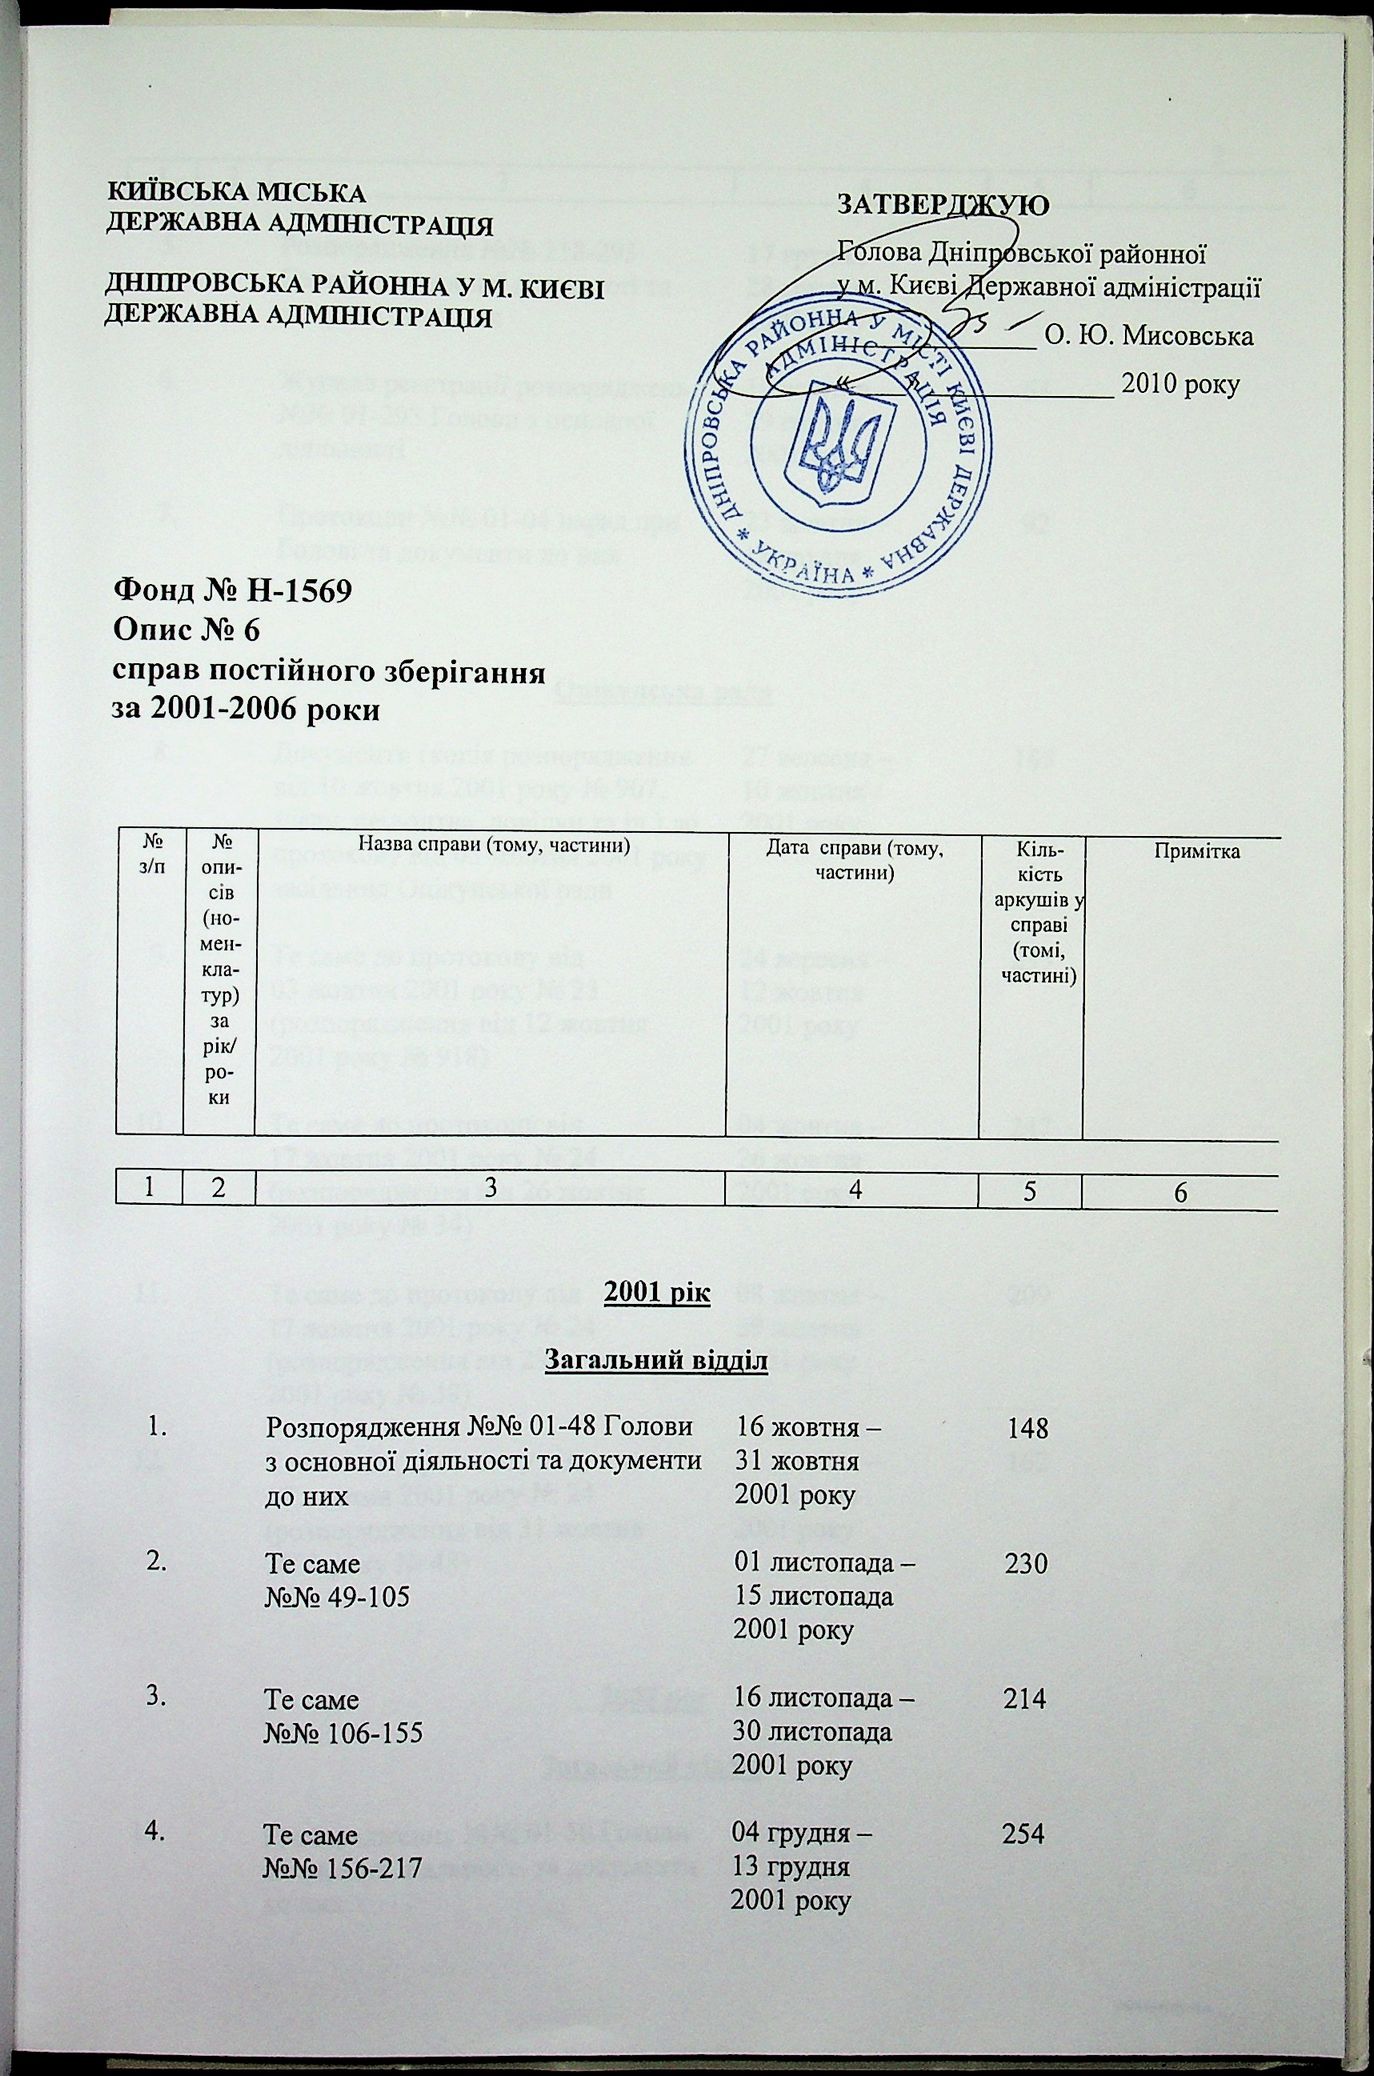 КИЇВСЬКА МІСЬКА
ДЕРЖАВНА АДМІНІСТРАЦІЯ
ДНІПРОВСЬКА РАЙОННА У М. КИЄВІ
ДЕРЖАВНА АДМІНІСТРАЦІЯ
ЗАТВЕРДЖУЮ
Голова Дніпровської районної
у м. Києві Державної адміністрації
О. Ю. Мисовська
« » 2010 року
ДНІПРОВСЬКА РАЙОННА У МІСТІ КИЄВІ ДЕРЖАВНА
АДМІНІСТРАЦІЯ
* УКРАЇНА *
Фонд № Н-1569
Опис № 6
справ постійного зберігання
за 2001-2006 роки
№
з/п
№
опи-
сів
(но-
мен-
кла-
тур)
за
рік/
ро-
ки
Назва справи (тому, частини)
Дата справи (тому,
частини)
Кіль-
кість
аркушів у
справі
(томі,
частині)
Примітка
1 2 3 4 5 6
2001 рік
Загальний відділ
1. Розпорядження №№ 01-48 Голови 16 жовтня – 148
з основної діяльності та документи 31 жовтня
до них 2001 року
2. Те саме 01 листопада – 230
№№ 49-105 15 листопада
2001 року
3. Те саме 16 листопада – 214
№№ 106-155 30 листопада
2001 року
4. Те саме 04 грудня – 254
№№ 156-217 13 грудня
2001 року